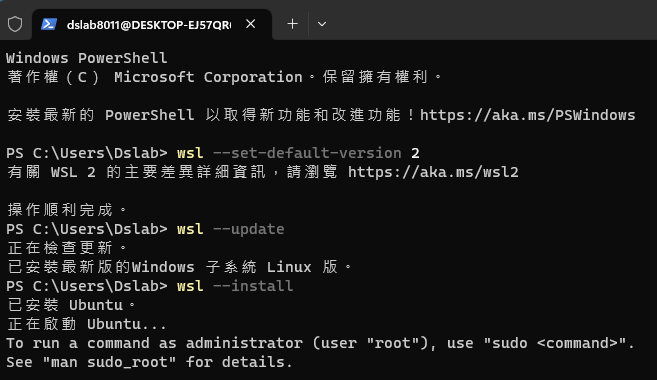 dslab8011@DESKTOP-EJ57QR
Windows PowerShell
著作權 (C) Microsoft Corporation。保留擁有權利。
安裝最新的 PowerShell 以取得新功能和改進功能！https://aka.ms/PSWindows
PS C:\Users\Dslab> wsl --set-default-version 2
有關 WSL 2 的主要差異詳細資訊，請瀏覽 https://aka.ms/wsl2
操作順利完成。
PS C:\Users\Dslab> wsl --update
正在檢查更新。
已安裝最新版的Windows 子系統 Linux 版。
PS C:\Users\Dslab> wsl --install
已安裝 Ubuntu。
正在啟動 Ubuntu...
To run a command as administrator (user "root"), use "sudo <command>".
See "man sudo_root" for details.